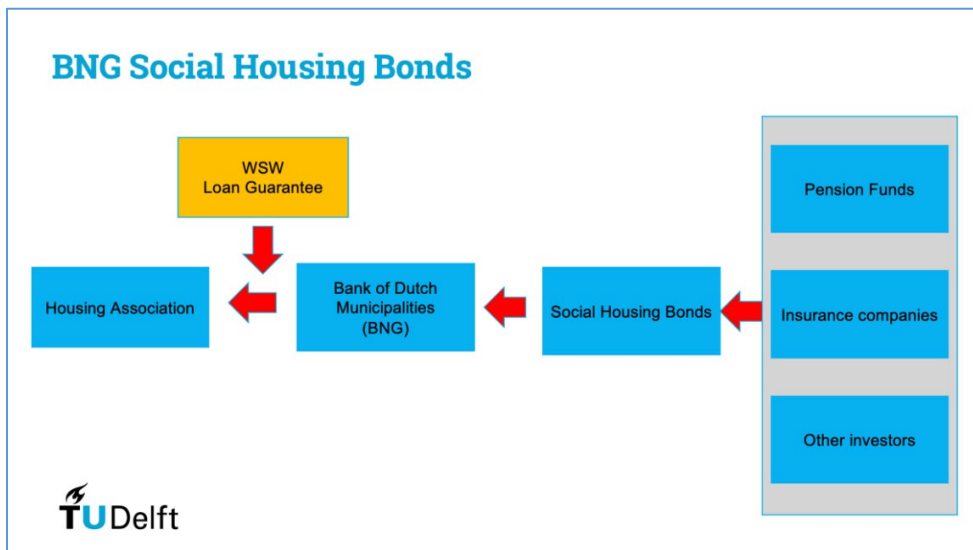 BNG Social Housing Bonds
WSW
Loan Guarantee
Housing Association
Bank of Dutch
Municipalities
(BNG)
Social Housing Bonds
Pension Funds
Insurance companies
Other investors
TUDelft